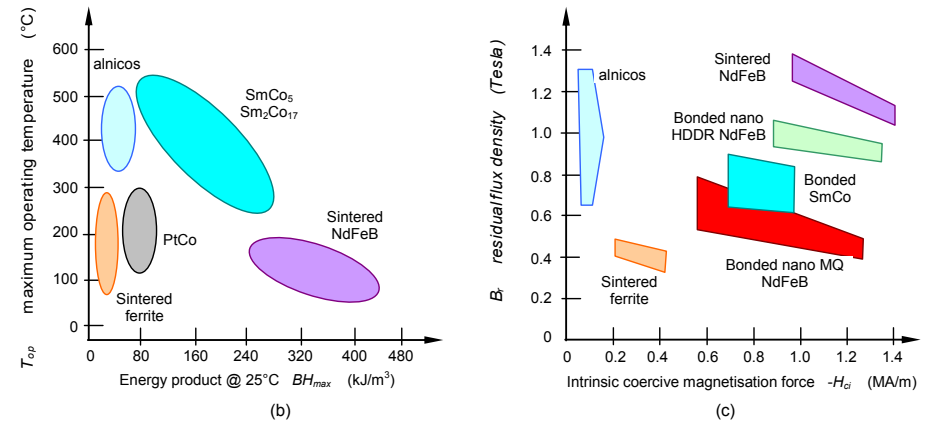 (°C)
maximum operating temperature
T_op
600
500
400
300
200
100
0
alnicos
SmCo₅
Sm₂Co₁₇
PtCo
Sintered
ferrite
Sintered
NdFeB
0 80 160 240 320 400 480
Energy product @ 25°C BH_max (kJ/m³)
(b)
(Tesla)
residual flux density
B_r
1.4
1.2
1.0
0.8
0.6
0.4
0.2
0
alnicos
Sintered
NdFeB
Bonded nano
HDDR NdFeB
Bonded
SmCo
Bonded nano MQ
NdFeB
Sintered
ferrite
0 0.2 0.4 0.6 0.8 1.0 1.2 1.4
Intrinsic coercive magnetisation force -H_ci (MA/m)
(c)